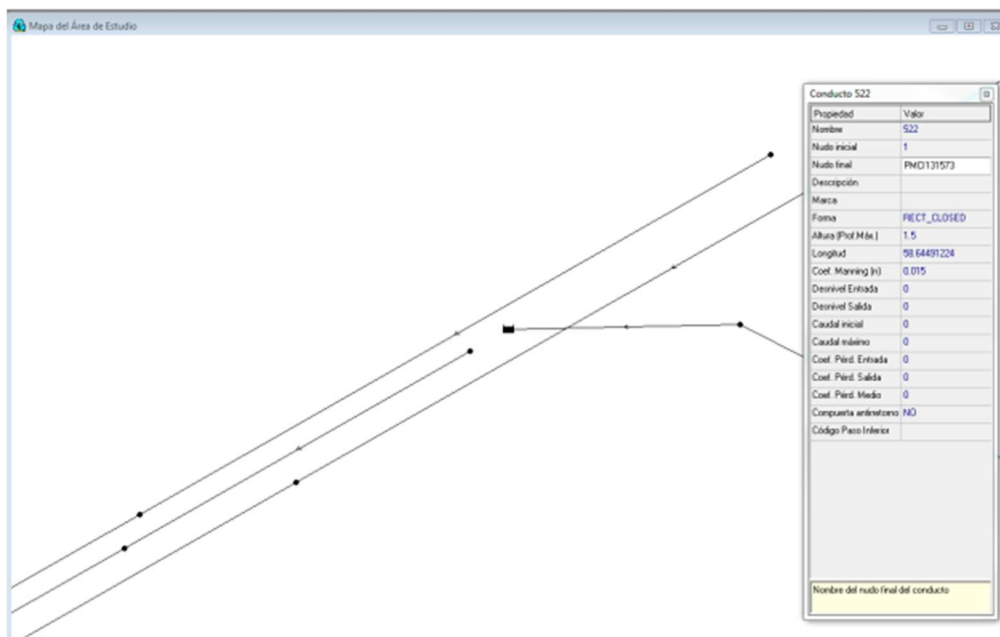 Mapa del Área de Estudio
Conducto 522
Propiedad Valor
Nombre 522
Nudo inicial 1
Nudo final PMCI131573
Descripción
Marca
Forma RECT_CLOSED
Altura (Prof.Máx.) 1.5
Longitud 58.64491224
Coef. Manning (n) 0.015
Desnivel Entrada 0
Desnivel Salida 0
Caudal inicial 0
Caudal máximo 0
Coef. Pérd. Entrada 0
Coef. Pérd. Salida 0
Coef. Pérd. Medio 0
Compuerta antirretorno NO
Código Paso Inferior
Nombre del nudo final del conducto